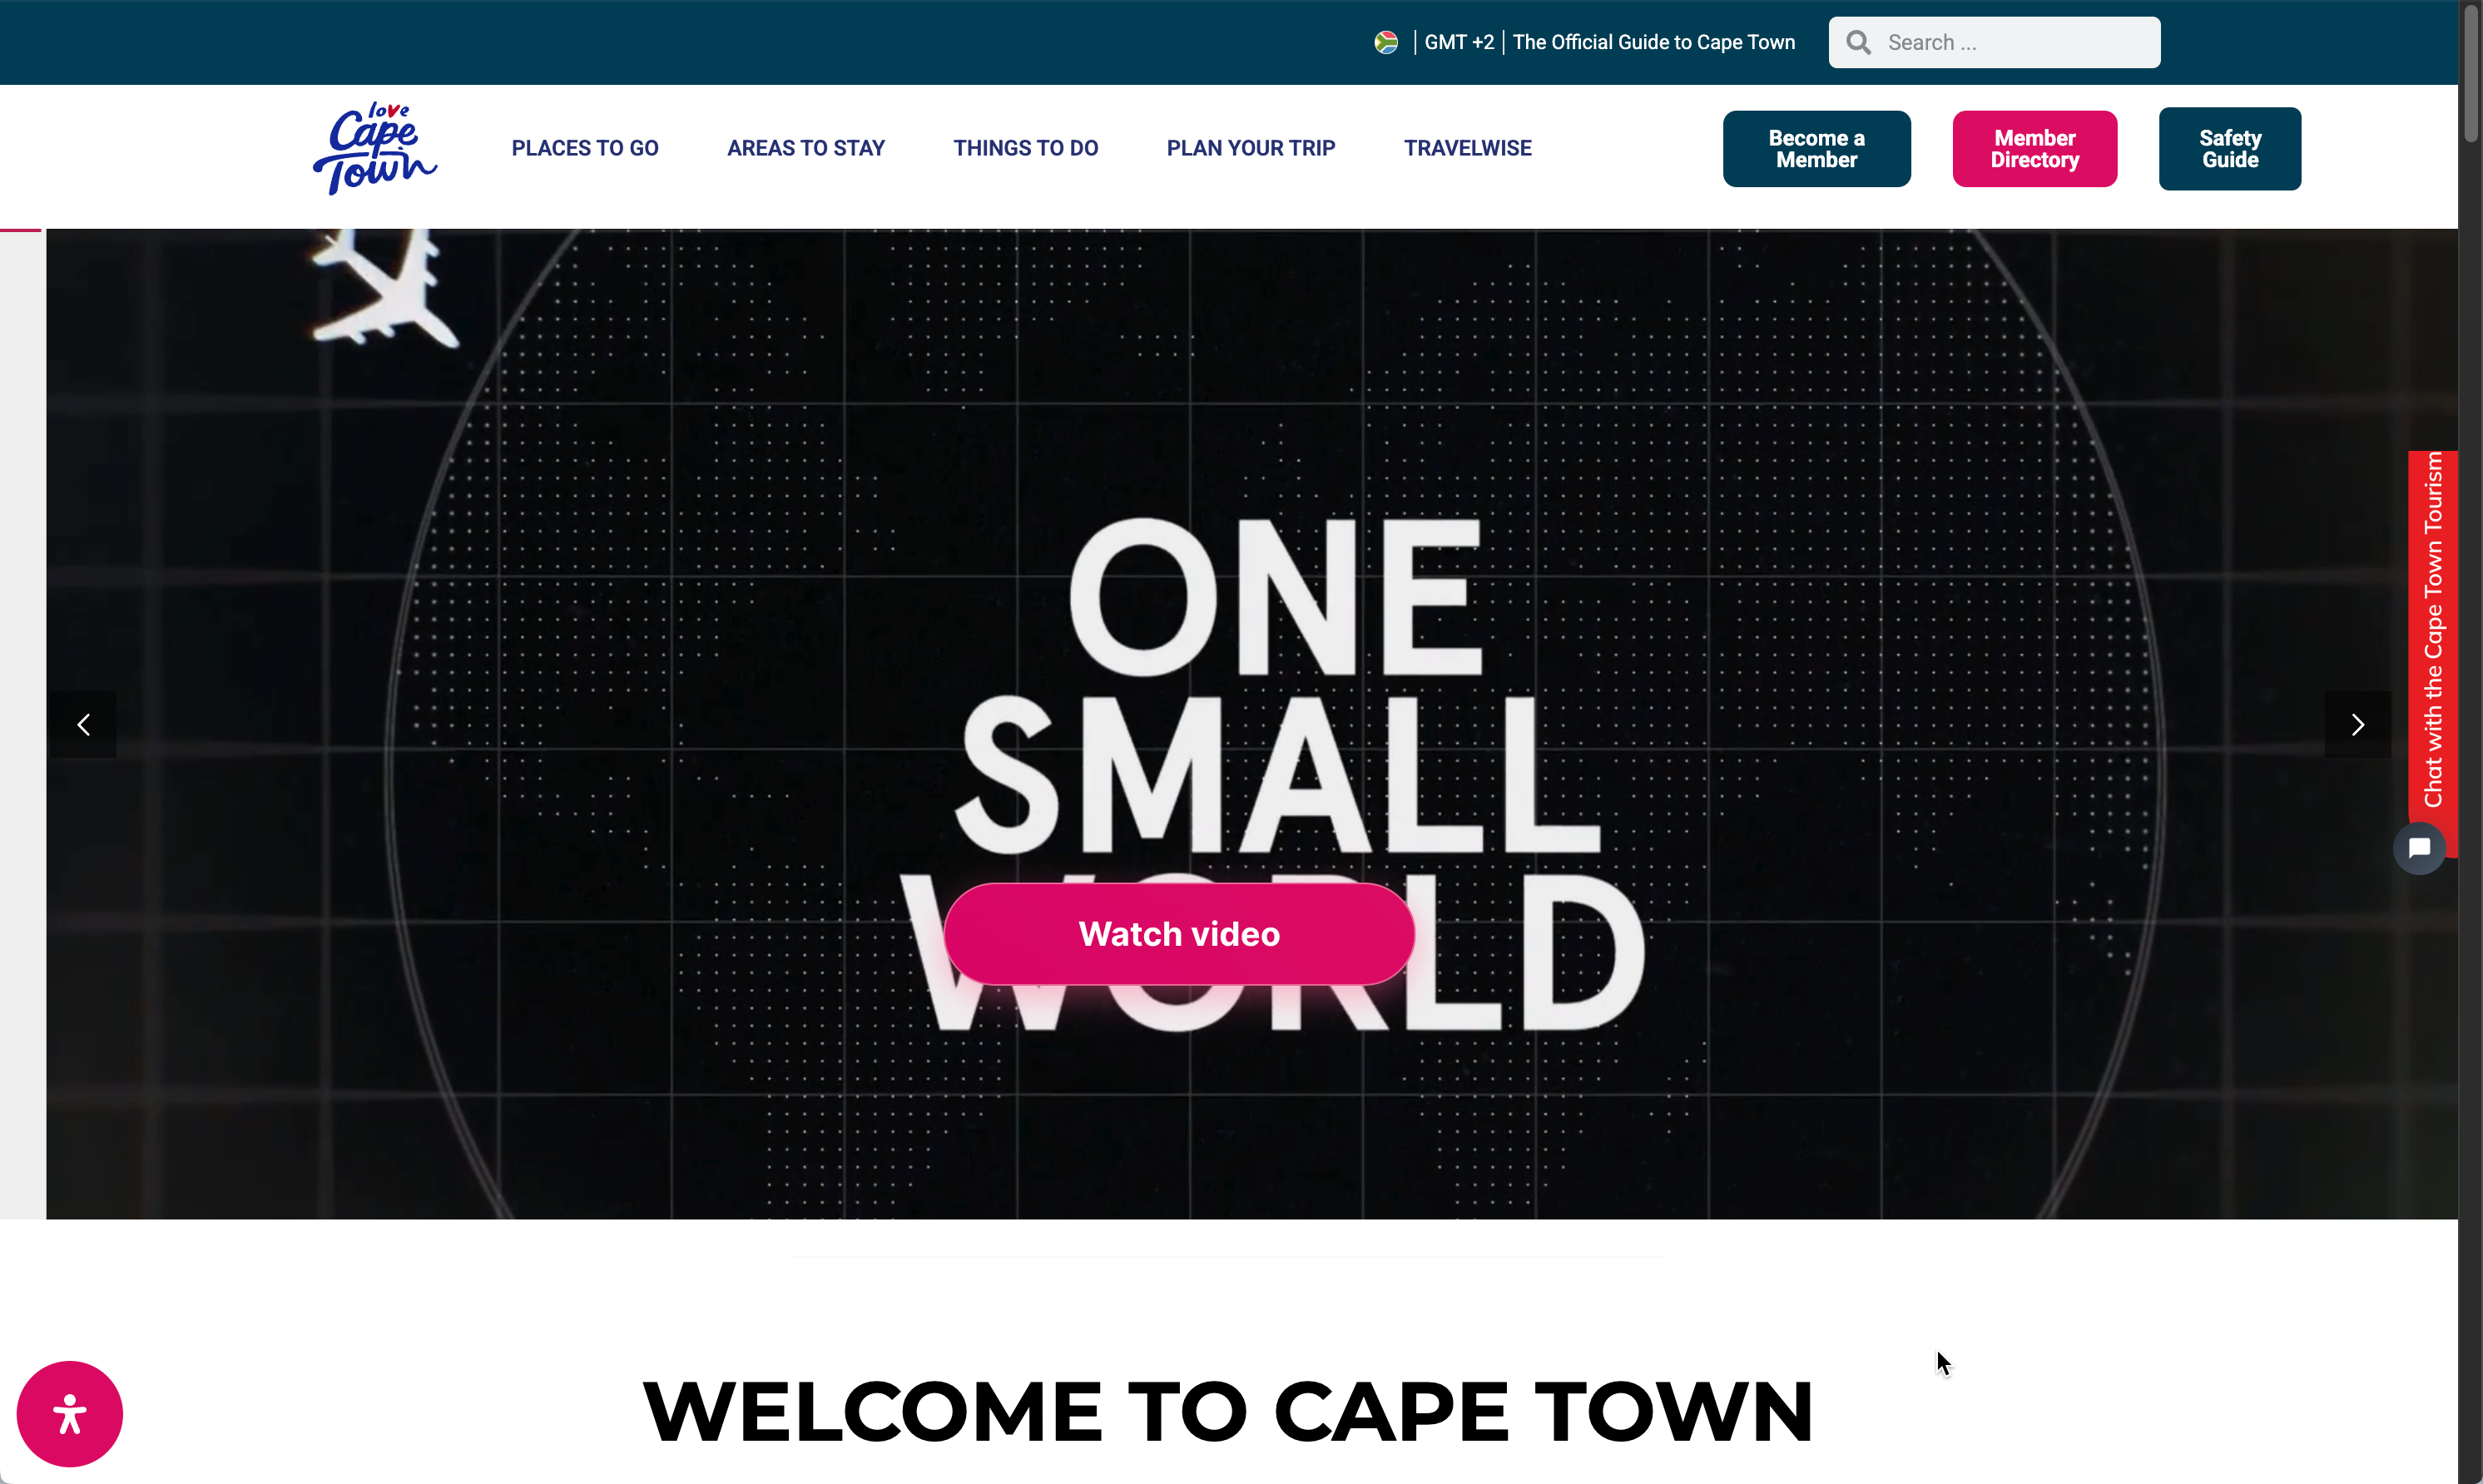 GMT +2 | The Official Guide to Cape Town
Search ...
love
Cape
Town
PLACES TO GO
AREAS TO STAY
THINGS TO DO
PLAN YOUR TRIP
TRAVELWISE
Become a
Member
Member
Directory
Safety
Guide
ONE
SMALL
WORLD
Watch video
Chat with the Cape Town Tourism
WELCOME TO CAPE TOWN